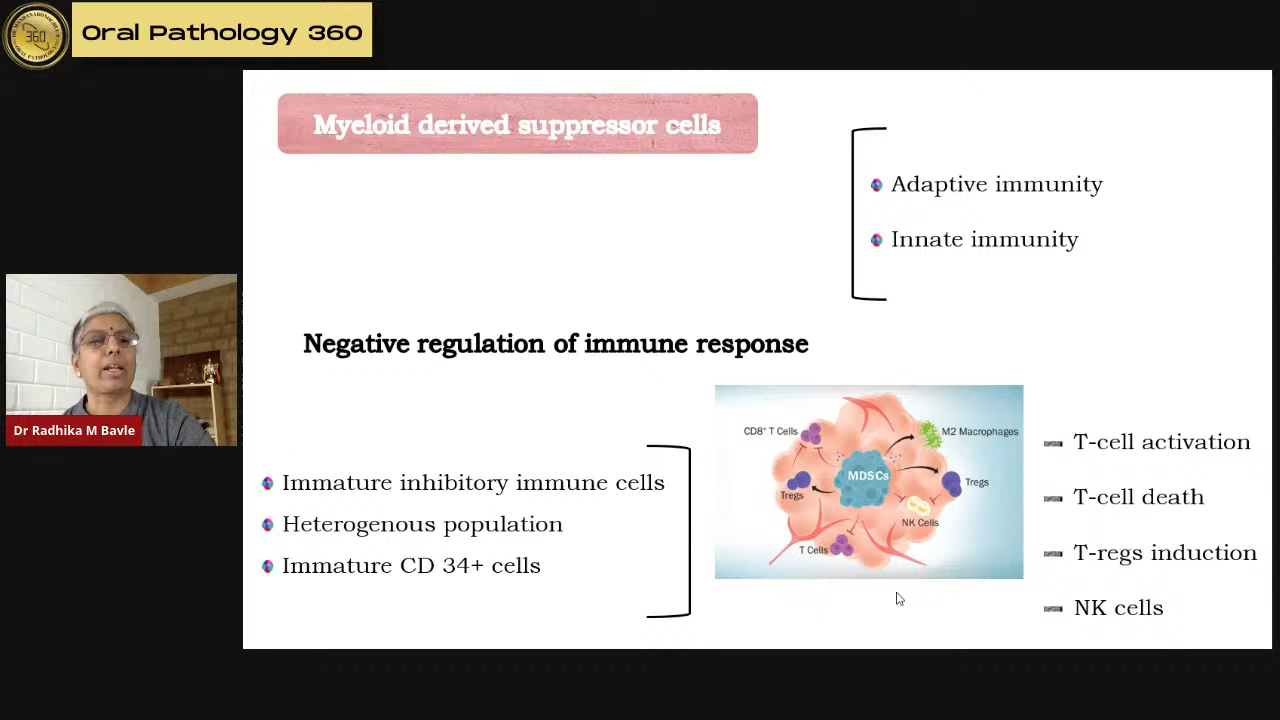 360
Oral Pathology 360
Myeloid derived suppressor cells
Adaptive immunity
Innate immunity
Negative regulation of immune response
Dr Radhika M Bavle
Immature inhibitory immune cells
Heterogenous population
Immature CD 34+ cells
CD8⁺ T Cells
M2 Macrophages
MDSCs
Tregs
Tregs
NK Cells
T Cells
T-cell activation
T-cell death
T-regs induction
NK cells